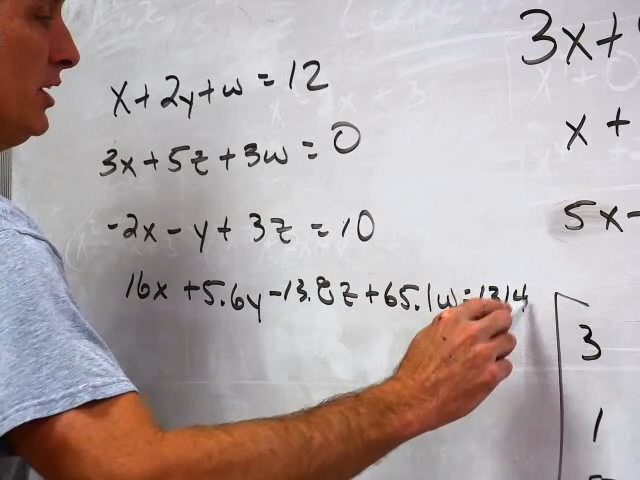 x+2y+w=12
3x+5z+3w=0
-2x-y+3z=10
16x+5.6y-13.8z+65.1w=1314
3x+
x+
5x-
3
1